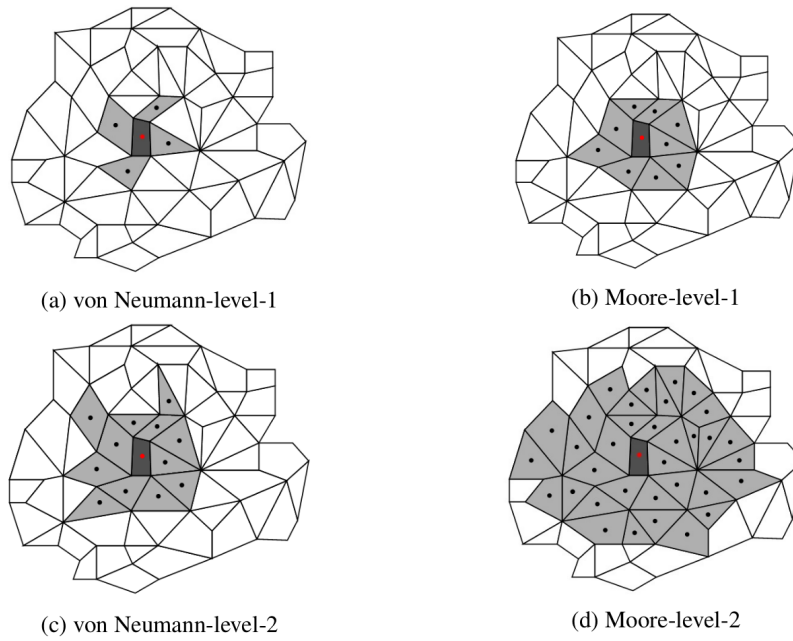 (a) von Neumann-level-1
(b) Moore-level-1
(c) von Neumann-level-2
(d) Moore-level-2